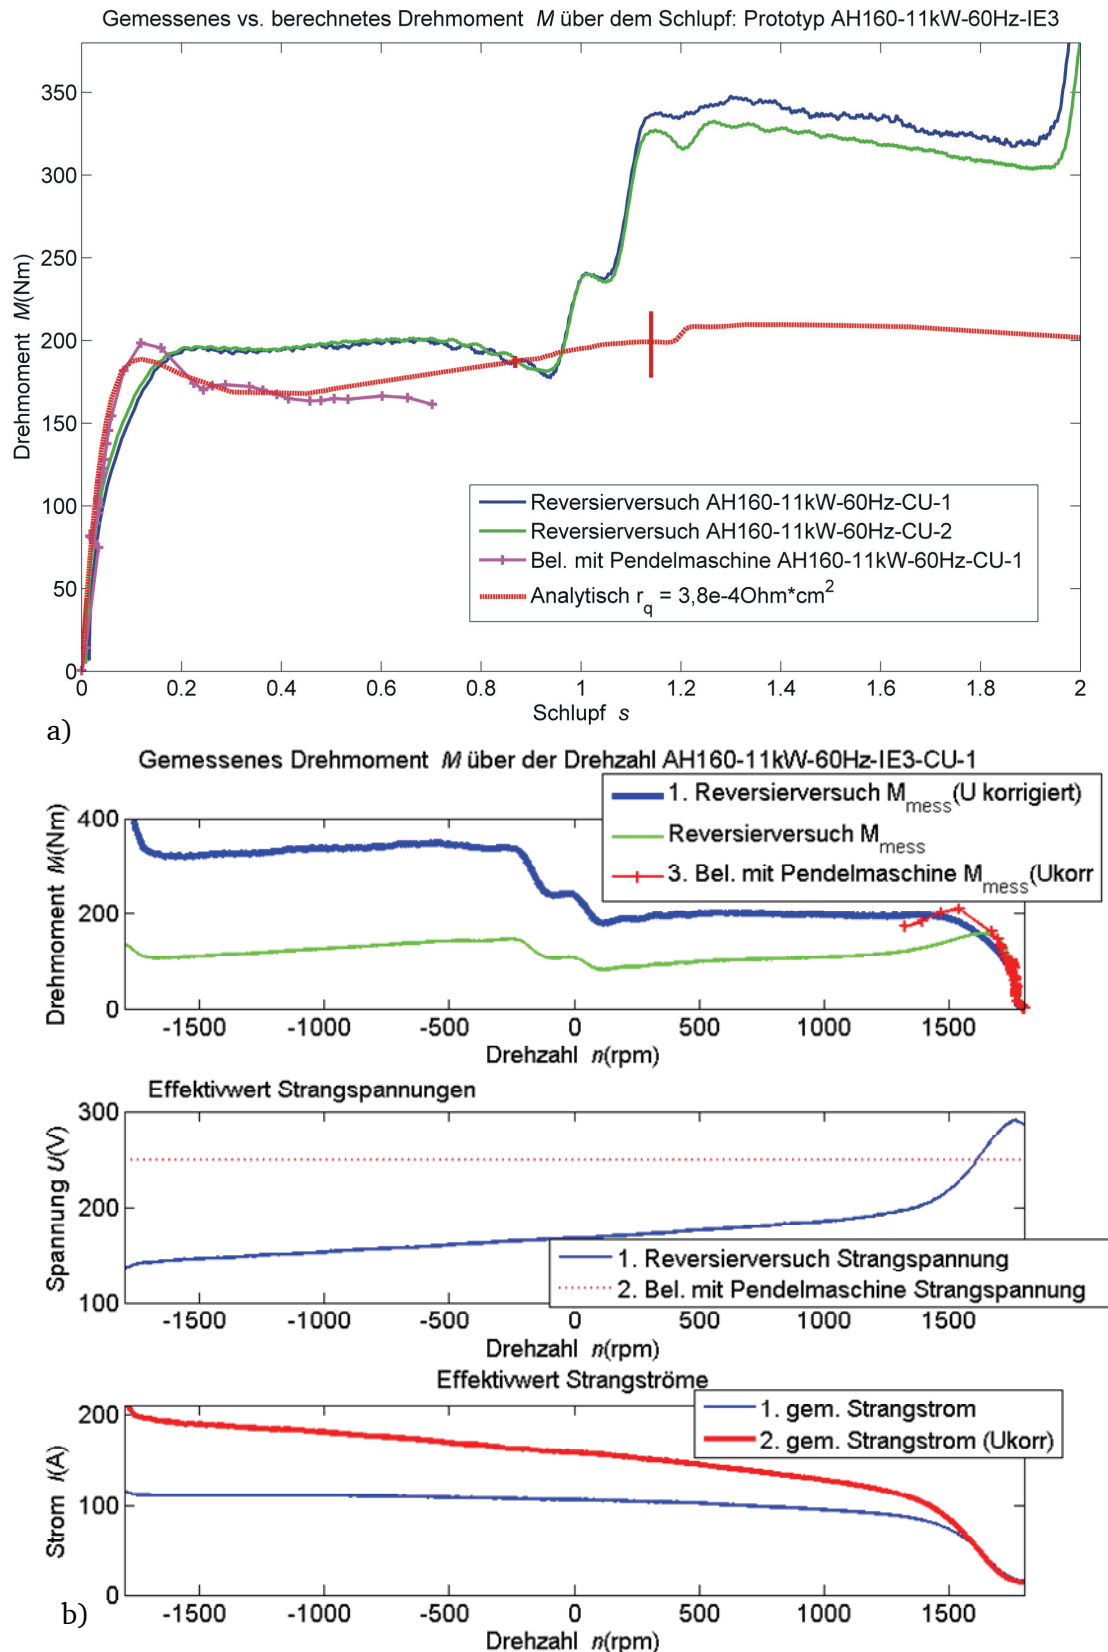 Gemessenes vs. berechnetes Drehmoment M über dem Schlupf: Prototyp AH160-11kW-60Hz-IE3
Drehmoment M(Nm)
350
300
250
200
150
100
50
0
0 0.2 0.4 0.6 0.8 1 1.2 1.4 1.6 1.8 2
Schlupf s
Reversierversuch AH160-11kW-60Hz-CU-1
Reversierversuch AH160-11kW-60Hz-CU-2
Bel. mit Pendelmaschine AH160-11kW-60Hz-CU-1
Analytisch r_q = 3,8e-4Ohm*cm²
a)
Gemessenes Drehmoment M über der Drehzahl AH160-11kW-60Hz-IE3-CU-1
1. Reversierversuch M_mess(U korrigiert)
Reversierversuch M_mess
3. Bel. mit Pendelmaschine M_mess(Ukorr
Drehmoment M(Nm)
400
200
0
-1500 -1000 -500 0 500 1000 1500
Drehzahl n(rpm)
Effektivwert Strangspannungen
Spannung U(V)
300
200
100
1. Reversierversuch Strangspannung
2. Bel. mit Pendelmaschine Strangspannung
-1500 -1000 -500 0 500 1000 1500
Drehzahl n(rpm)
Effektivwert Strangströme
1. gem. Strangstrom
2. gem. Strangstrom (Ukorr)
Strom I(A)
200
100
0
-1500 -1000 -500 0 500 1000 1500
Drehzahl n(rpm)
b)